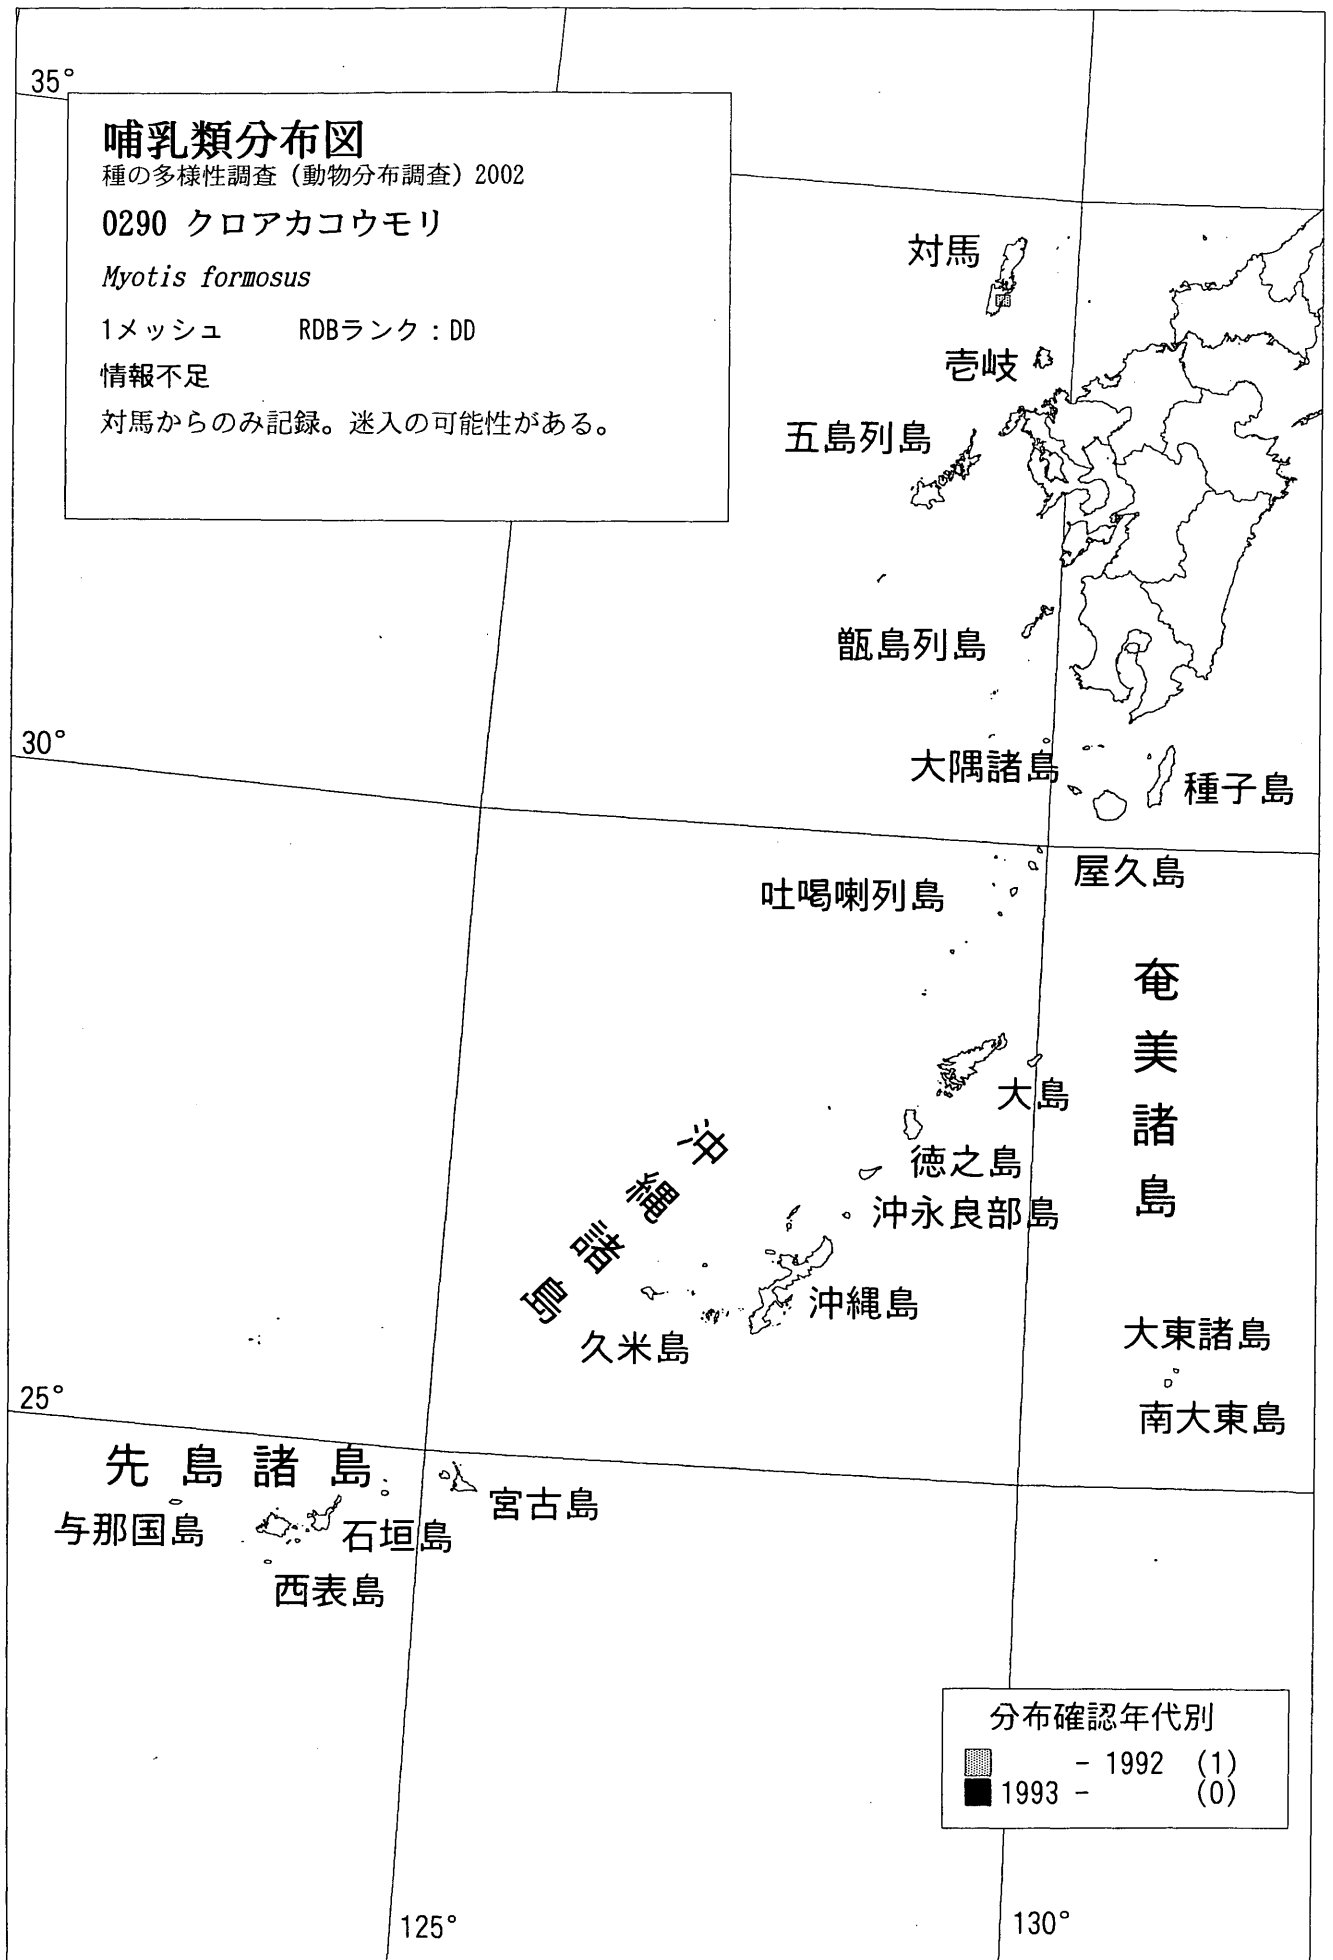 35°
哺乳類分布図
種の多様性調査（動物分布調査）2002
0290 クロアカコウモリ
Myotis formosus
1メッシュ RDBランク：DD
情報不足
対馬からのみ記録。迷入の可能性がある。
対馬
壱岐
五島列島
甑島列島
30°
大隅諸島
種子島
屋久島
吐喝喇列島
奄美諸島
大島
徳之島
沖永良部島
沖縄諸島
沖縄島
久米島
大東諸島
南大東島
25°
先島諸島
宮古島
与那国島
石垣島
西表島
分布確認年代別
- 1992 (1)
1993 - (0)
125°
130°